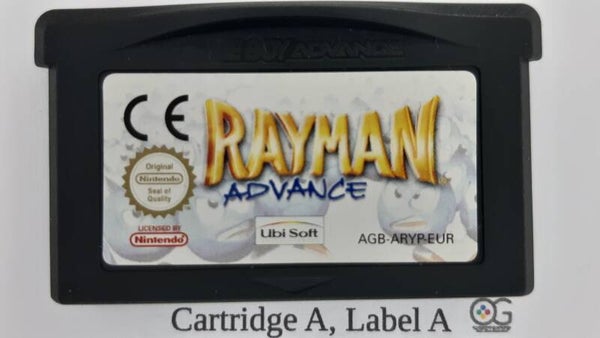 GAME BOY ADVANCE
CE
RAYMAN
ADVANCE
Original
Nintendo
Seal of
Quality
LICENSED BY
Nintendo
Ubi Soft
AGB-ARYP-EUR
Cartridge A, Label A
OG